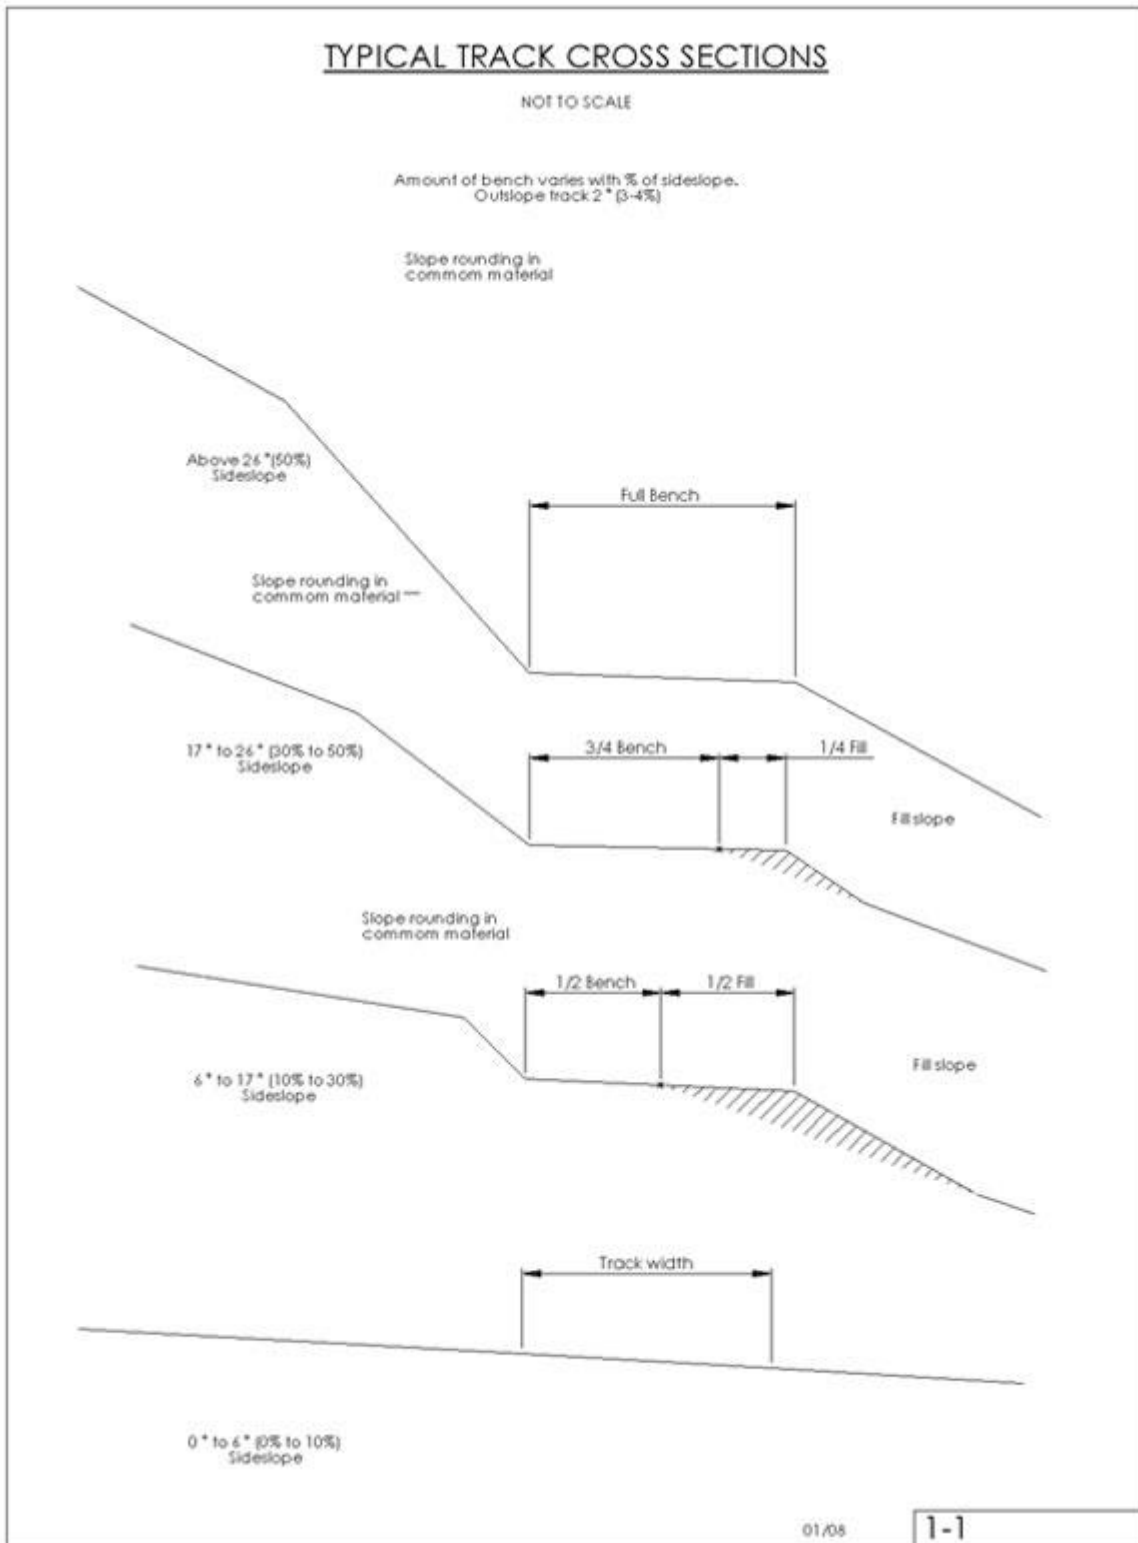 TYPICAL TRACK CROSS SECTIONS
NOT TO SCALE
Amount of bench varies with % of sideslope.
Outslope track 2° (3-4%)
Slope rounding in
commom material
Above 26°(50%)
Sideslope
Full Bench
Slope rounding in
commom material
17° to 26° (30% to 50%)
Sideslope
3/4 Bench
1/4 Fill
Fill slope
Slope rounding in
commom material
1/2 Bench
1/2 Fill
6° to 17° (10% to 30%)
Sideslope
Fill slope
Track width
0° to 6° (0% to 10%)
Sideslope
01/08
1-1